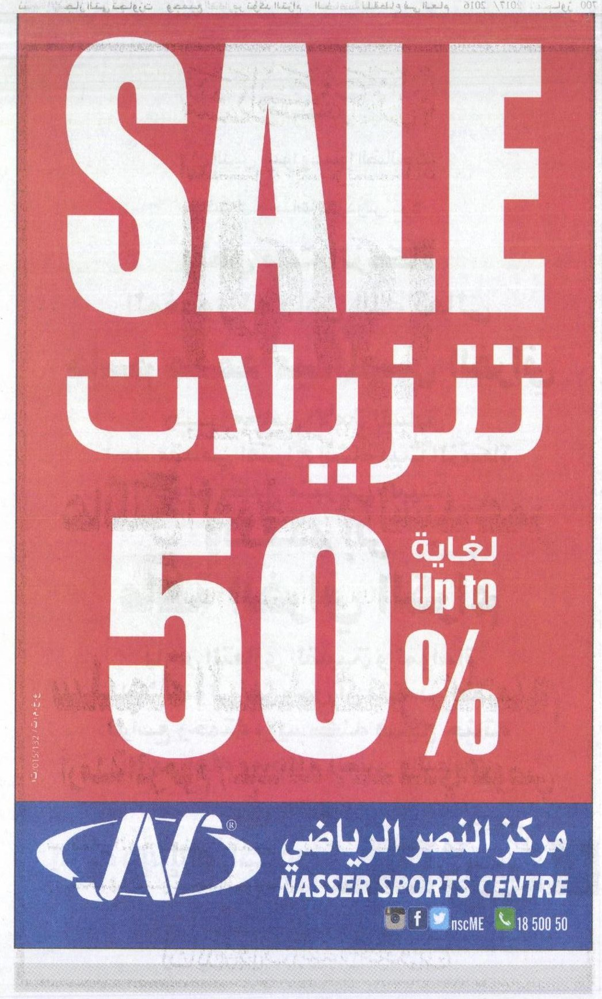 SALE
تنزيلات
50%
لغاية
Up to
مركز النصر الرياضي
NASSER SPORTS CENTRE
nscME 18 500 50